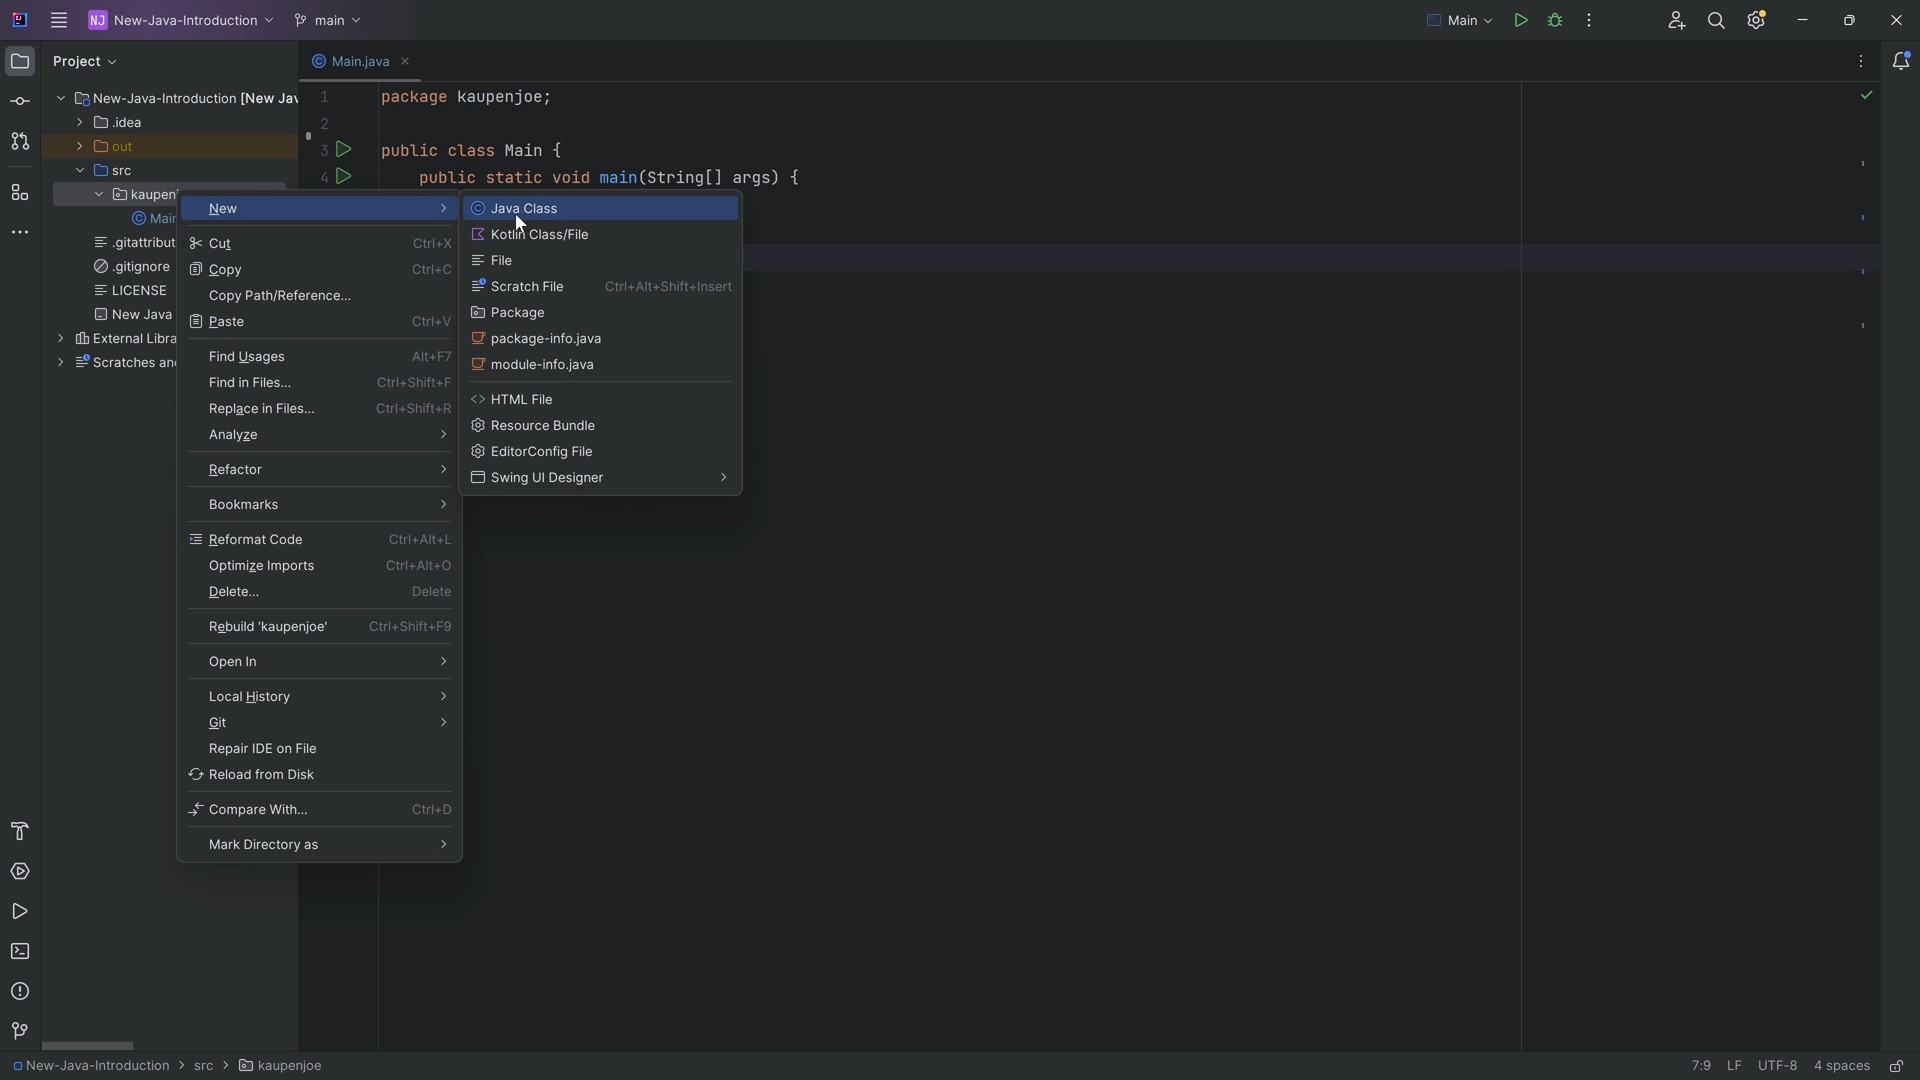 NJ New-Java-Introduction main Main
Project
Main.java
New-Java-Introduction [New Jav
.idea
out
src
kaupenj
Mair
.gitattribut
.gitignore
LICENSE
New Java
External Libra
Scratches an
1 package kaupenjoe;
2
3 public class Main {
4 public static void main(String[] args) {
New
Cut Ctrl+X
Copy Ctrl+C
Copy Path/Reference...
Paste Ctrl+V
Find Usages Alt+F7
Find in Files... Ctrl+Shift+F
Replace in Files... Ctrl+Shift+R
Analyze
Refactor
Bookmarks
Reformat Code Ctrl+Alt+L
Optimize Imports Ctrl+Alt+O
Delete... Delete
Rebuild 'kaupenjoe' Ctrl+Shift+F9
Open In
Local History
Git
Repair IDE on File
Reload from Disk
Compare With... Ctrl+D
Mark Directory as
Java Class
Kotlin Class/File
File
Scratch File Ctrl+Alt+Shift+Insert
Package
package-info.java
module-info.java
HTML File
Resource Bundle
EditorConfig File
Swing UI Designer
New-Java-Introduction > src > kaupenjoe 7:9 LF UTF-8 4 spaces